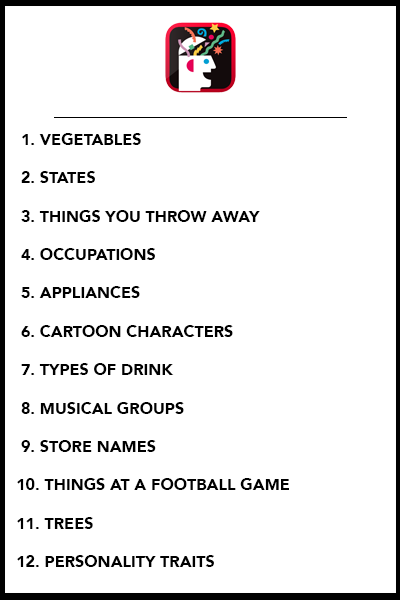 1. VEGETABLES
2. STATES
3. THINGS YOU THROW AWAY
4. OCCUPATIONS
5. APPLIANCES
6. CARTOON CHARACTERS
7. TYPES OF DRINK
8. MUSICAL GROUPS
9. STORE NAMES
10. THINGS AT A FOOTBALL GAME
11. TREES
12. PERSONALITY TRAITS